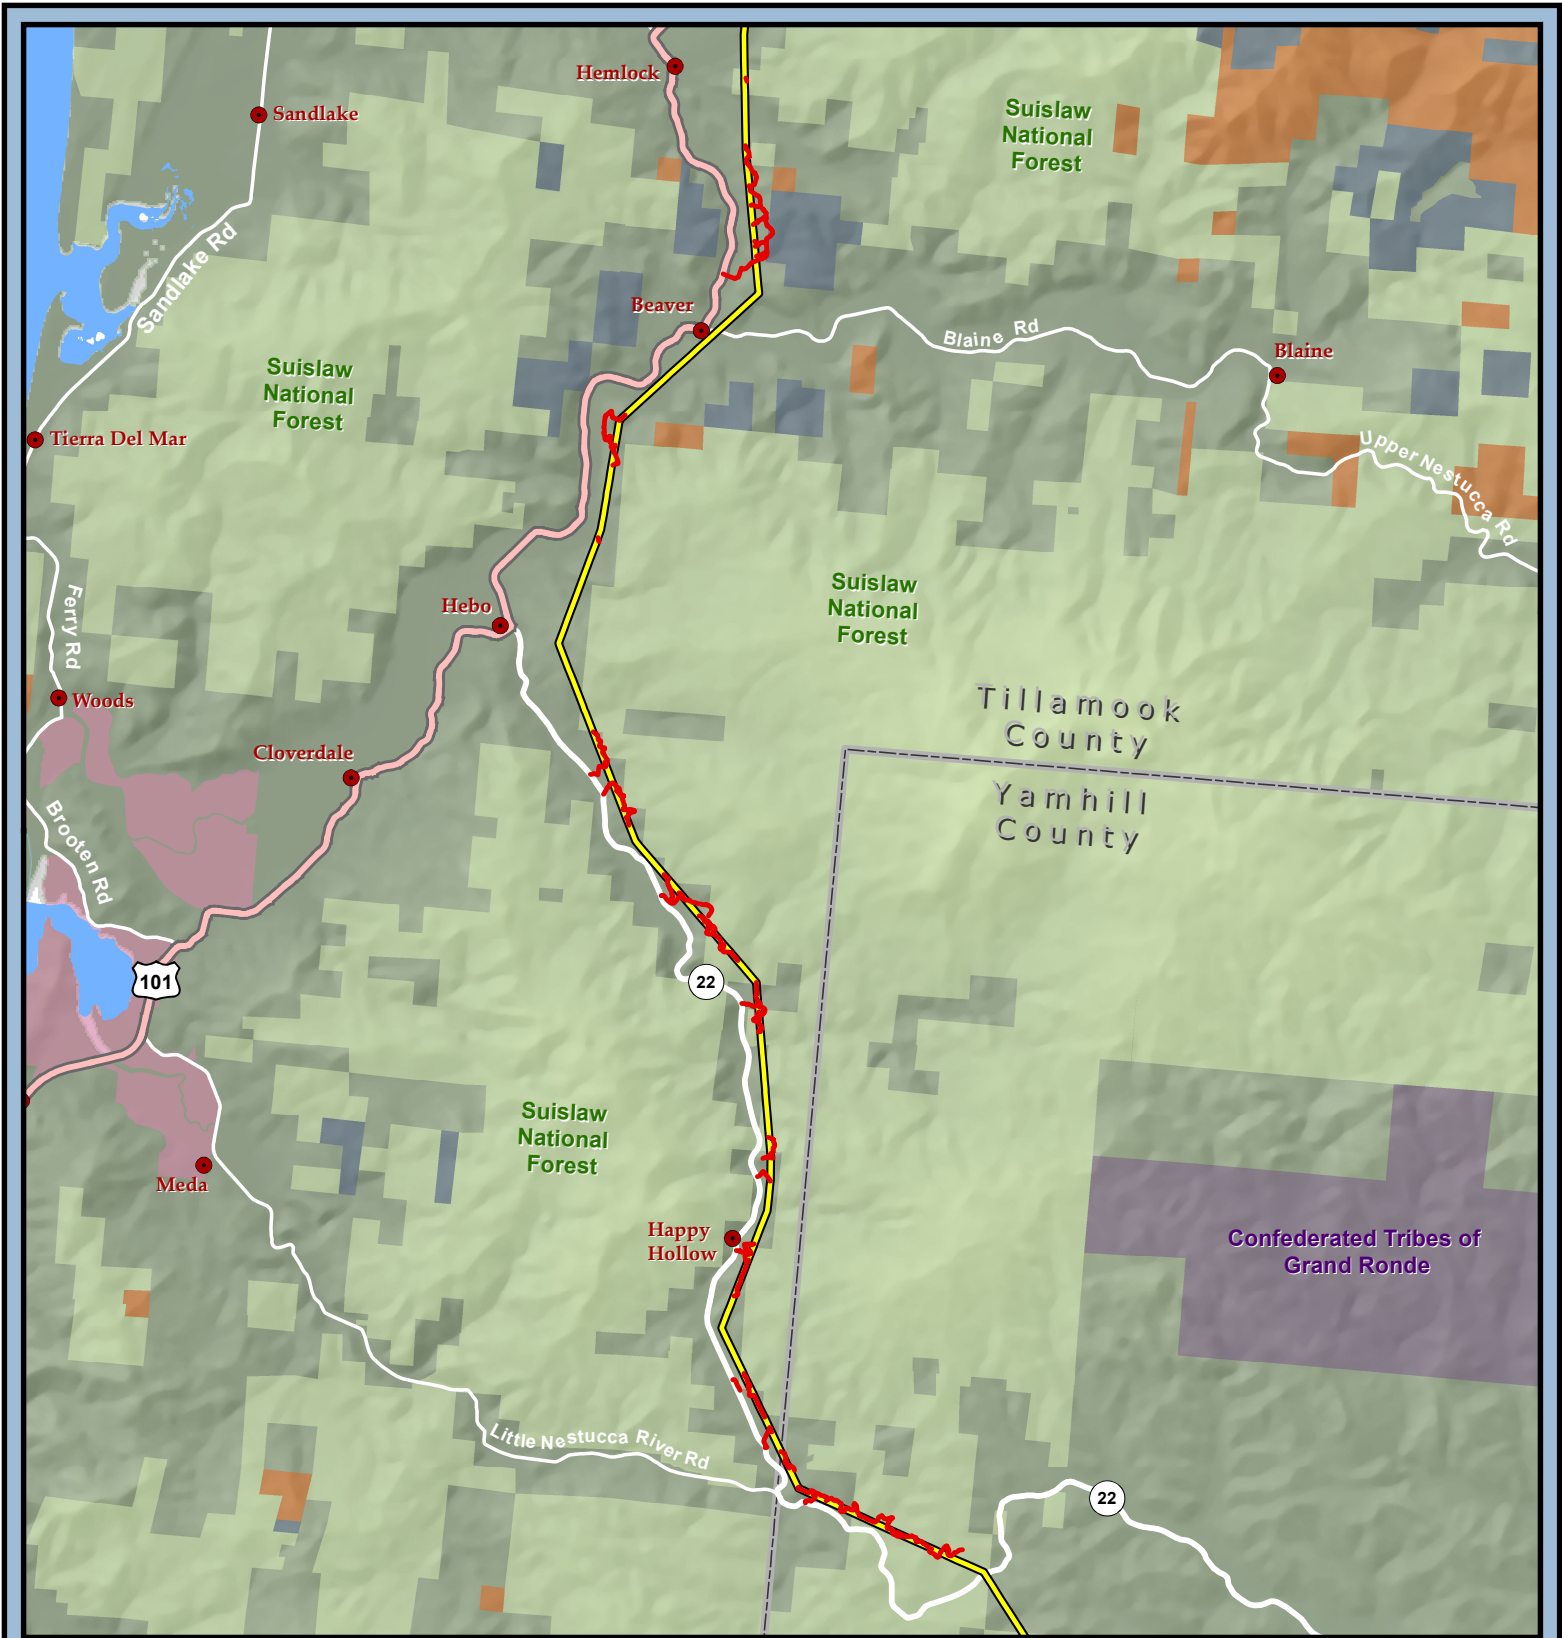 Hemlock
Sandlake
Suislaw
National
Forest
Sandlake Rd
Beaver
Blaine Rd
Blaine
Suislaw
National
Forest
Tierra Del Mar
Upper Nestucca Rd
Suislaw
National
Forest
Ferry Rd
Hebo
Woods
Tillamook
County
Cloverdale
Yamhill
County
Brooten Rd
101
22
Suislaw
National
Forest
Meda
Happy
Hollow
Confederated Tribes of
Grand Ronde
Little Nestucca River Rd
22